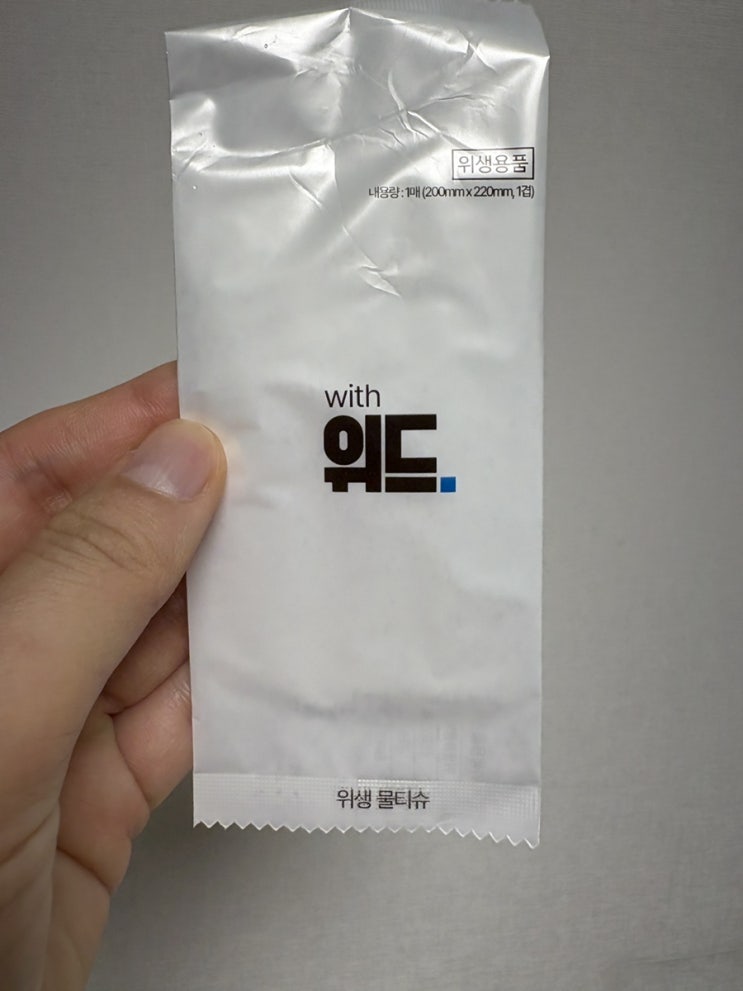 위생용품
내용량 : 1매 (200mm x 220mm, 1겹)
with
워드.
위생 물티슈